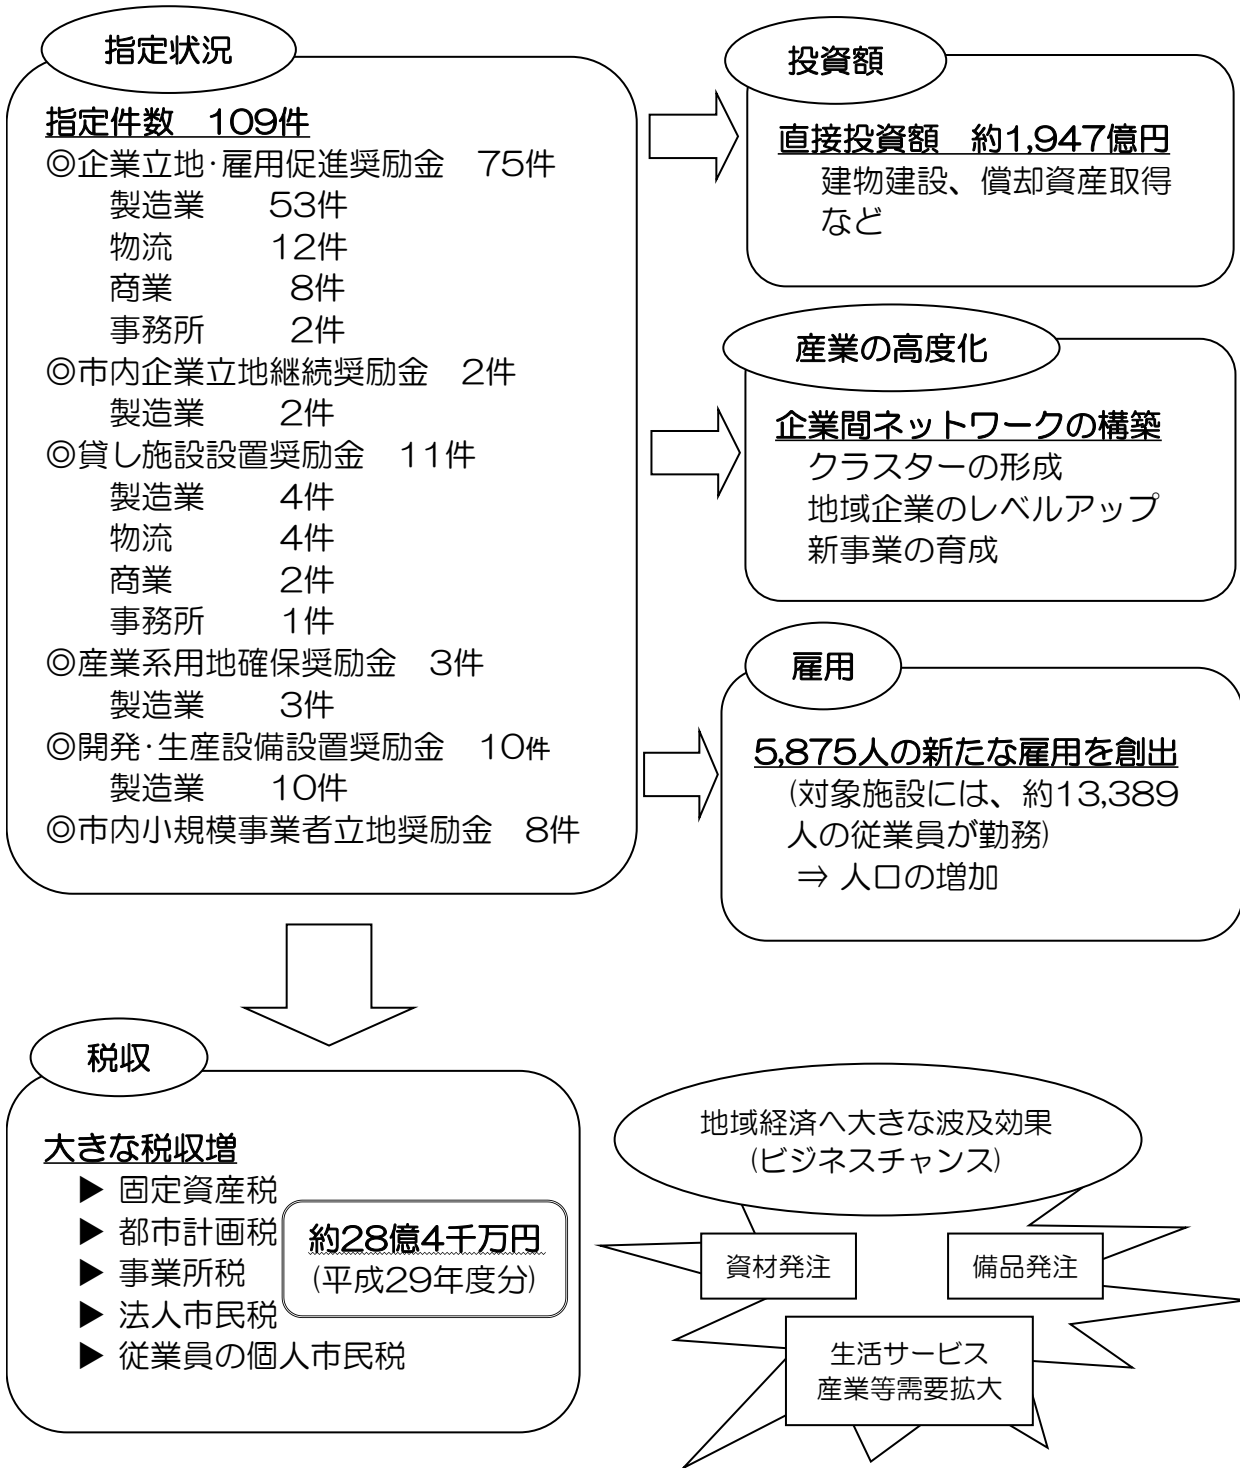 指定状況
指定件数　109件
◎企業立地・雇用促進奨励金　75件
製造業　　53件
物流　　　12件
商業　　　 8件
事務所　　 2件
◎市内企業立地継続奨励金　2件
製造業　　 2件
◎貸し施設設置奨励金　11件
製造業　　 4件
物流　　　 4件
商業　　　 2件
事務所　　 1件
◎産業系用地確保奨励金　3件
製造業　　 3件
◎開発・生産設備設置奨励金　10件
製造業　　10件
◎市内小規模事業者立地奨励金　8件
投資額
直接投資額　約1,947億円
建物建設、償却資産取得
など
産業の高度化
企業間ネットワークの構築
クラスターの形成
地域企業のレベルアップ
新事業の育成
雇用
5,875人の新たな雇用を創出
(対象施設には、約13,389
人の従業員が勤務)
⇒ 人口の増加
税収
大きな税収増
▶ 固定資産税
▶ 都市計画税
▶ 事業所税
▶ 法人市民税
▶ 従業員の個人市民税
約28億4千万円
(平成29年度分)
地域経済へ大きな波及効果
(ビジネスチャンス)
資材発注
備品発注
生活サービス
産業等需要拡大